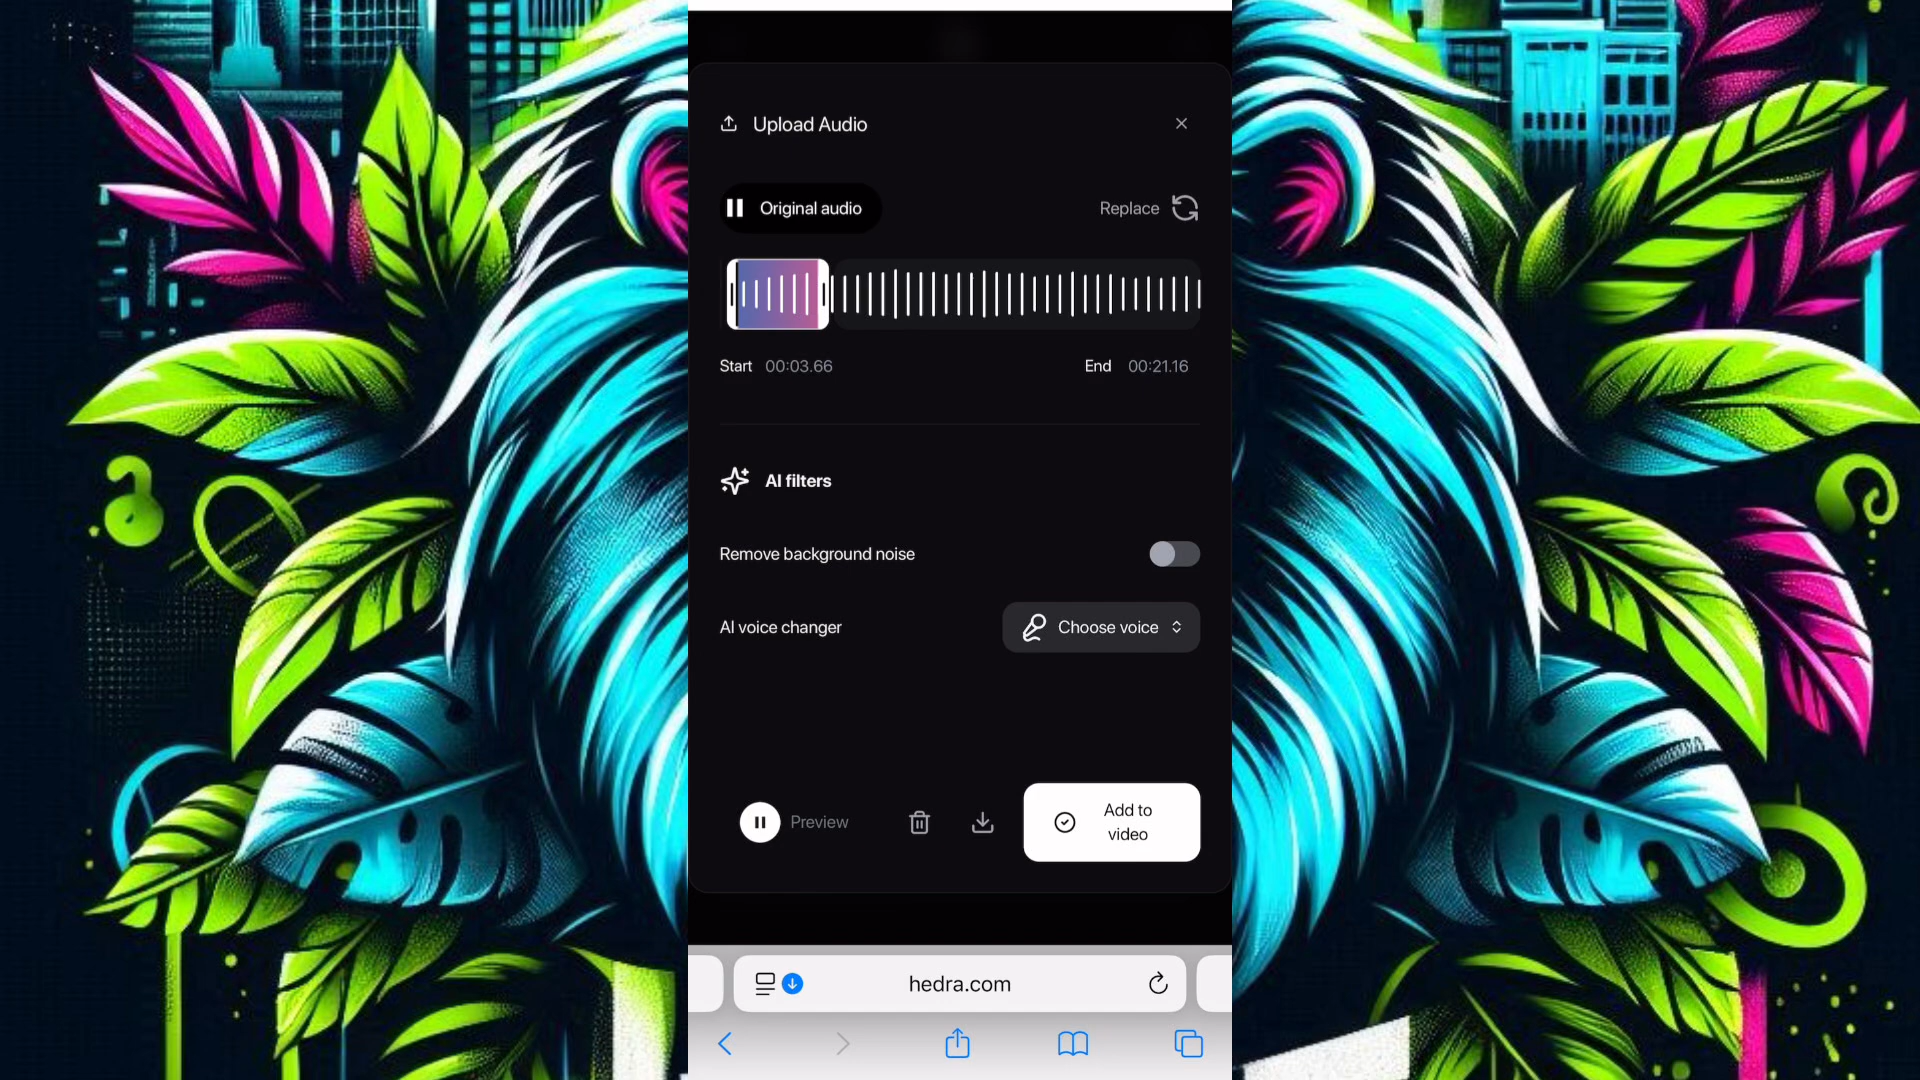 Upload Audio
Original audio
Replace
Start 00:03.66
End 00:21.16
AI filters
Remove background noise
AI voice changer
Choose voice
Preview
Add to
video
hedra.com